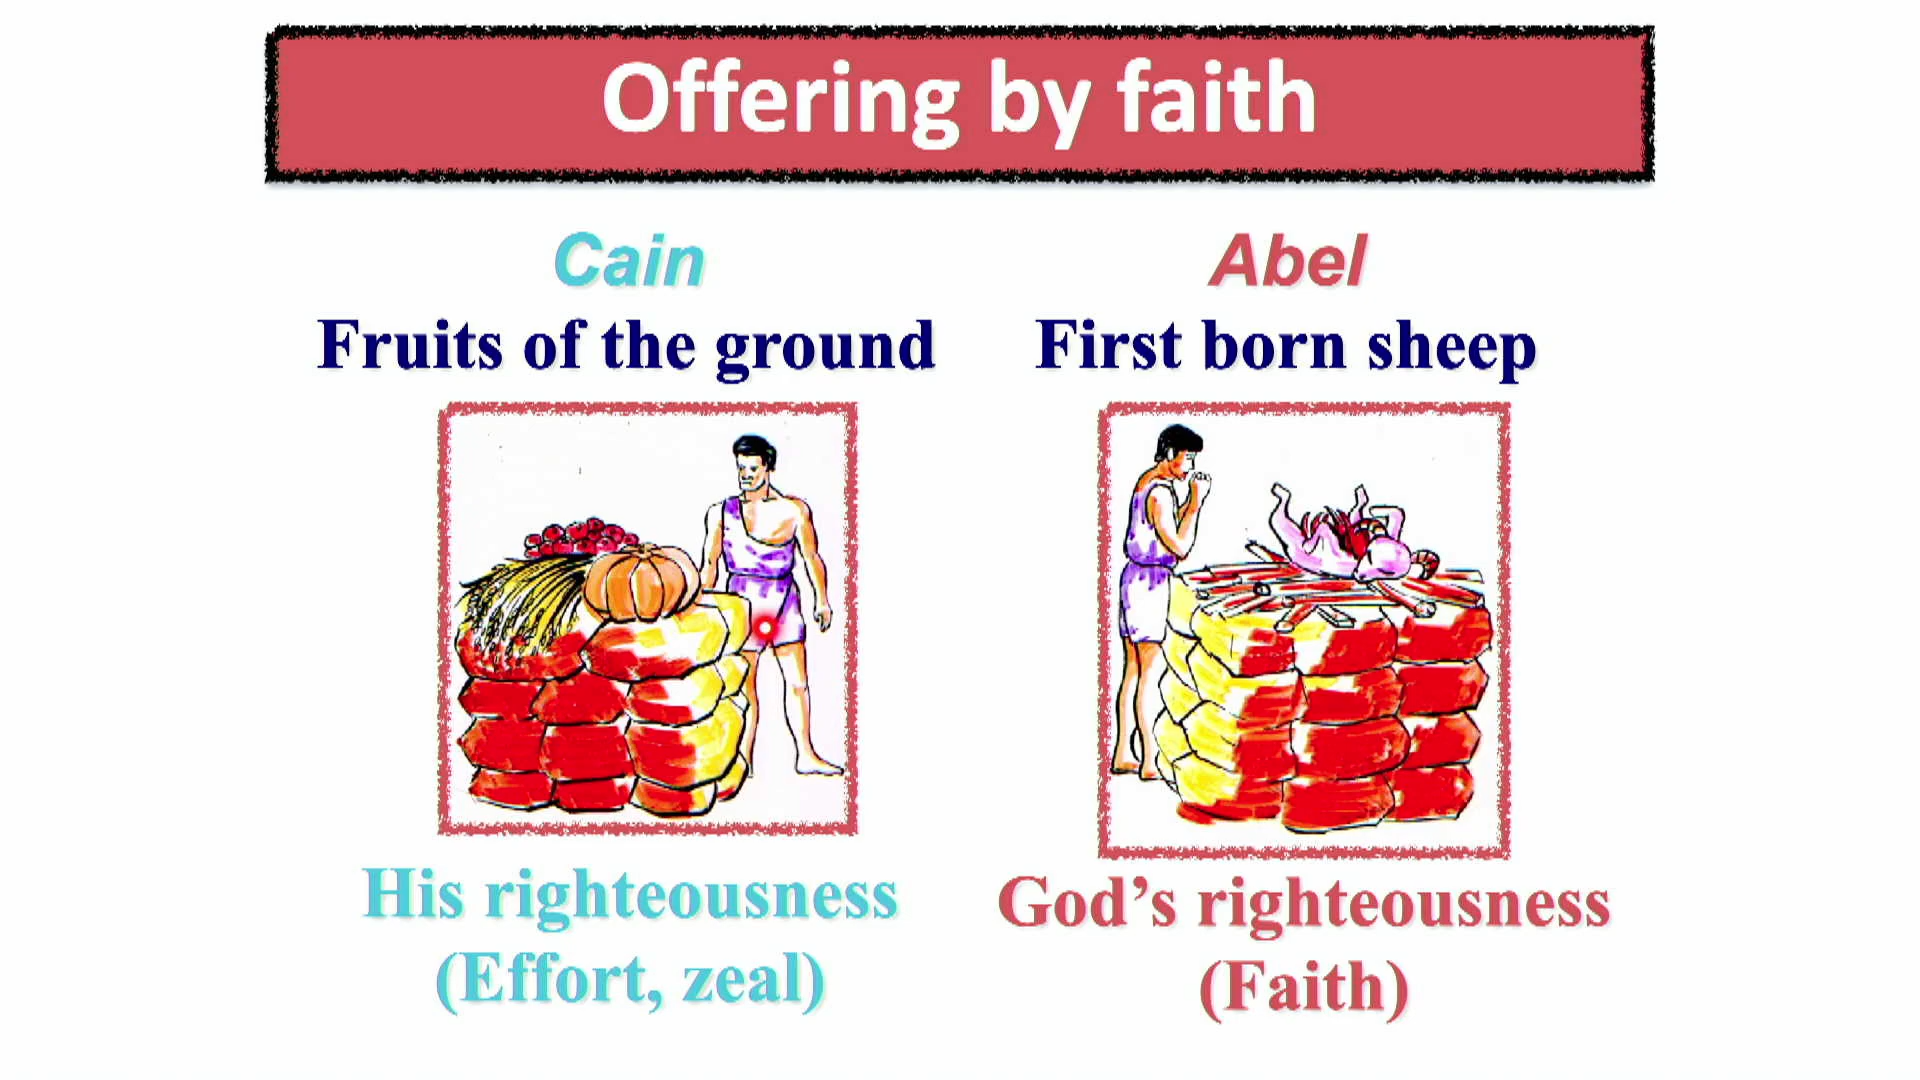 Offering by faith
Cain
Fruits of the ground
His righteousness
(Effort, zeal)
Abel
First born sheep
God’s righteousness
(Faith)